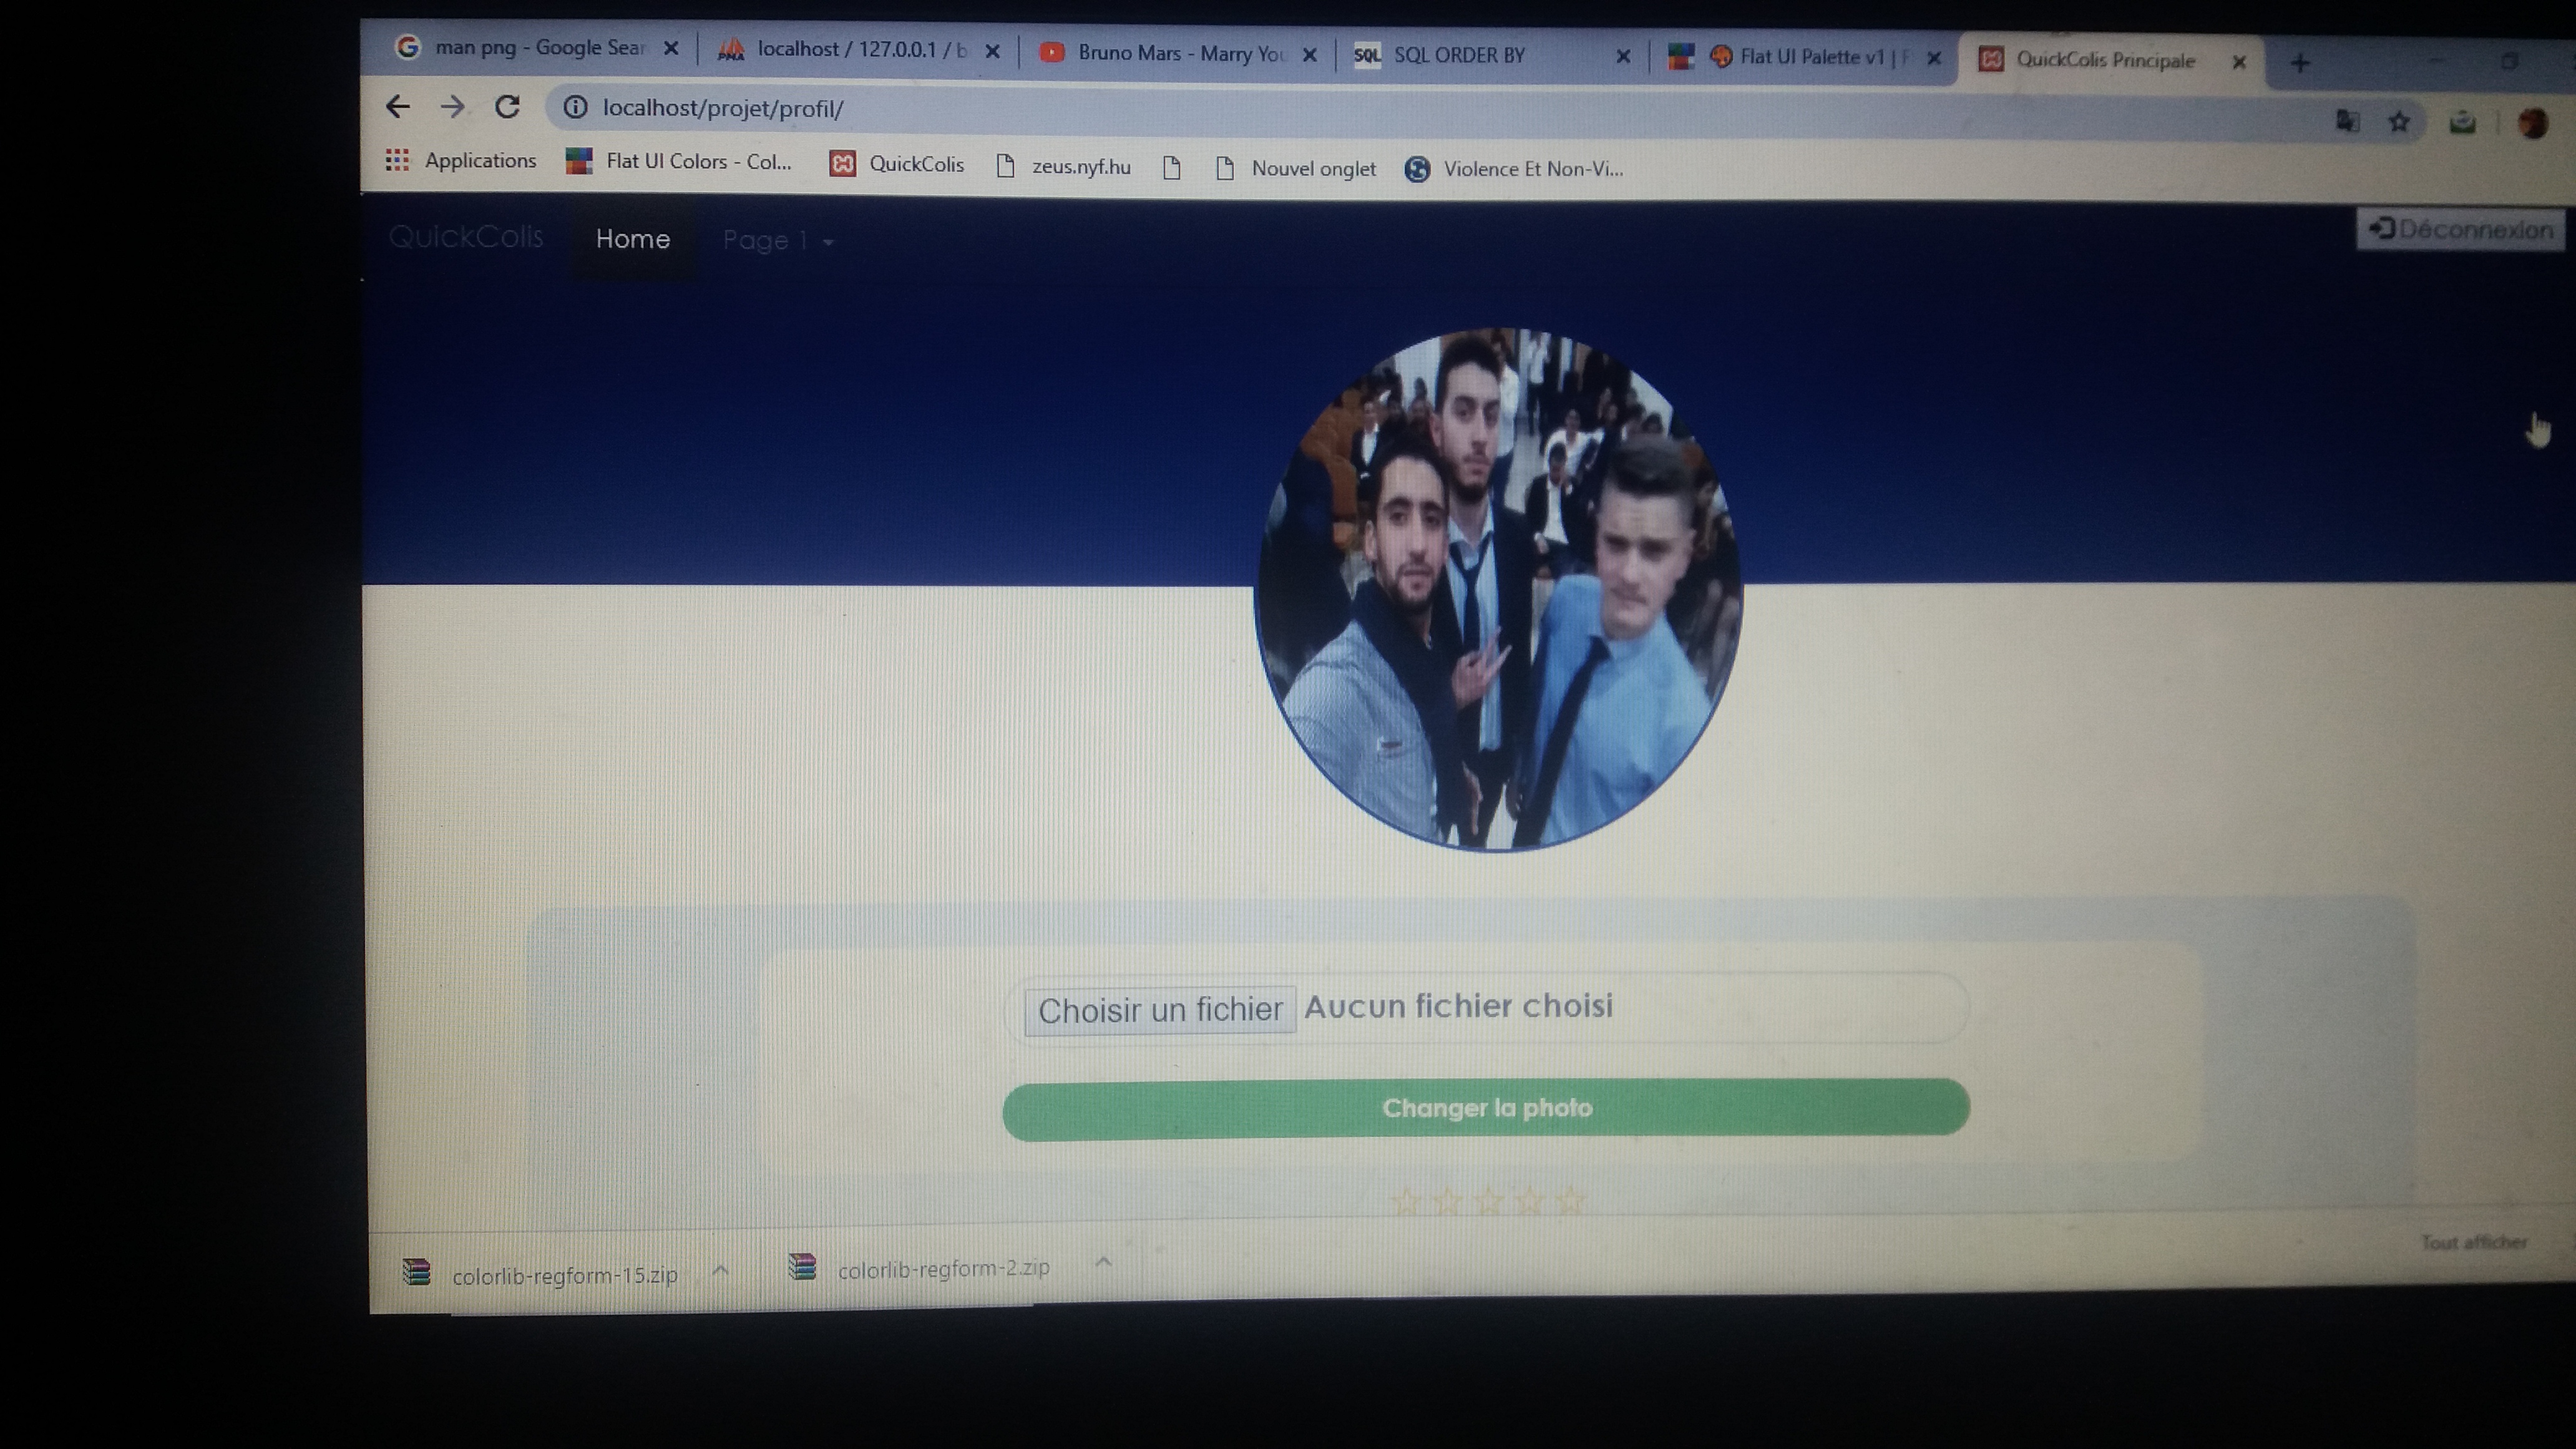 man png - Google Sear
localhost / 127.0.0.1 / b
Bruno Mars - Marry You
SQL
SQL ORDER BY
Flat UI Palette v1 | F
QuickColis Principale
localhost/projet/profil/
Applications
Flat UI Colors - Col...
QuickColis
zeus.nyf.hu
Nouvel onglet
Violence Et Non-Vi...
QuickColis
Home
Page 1
Déconnexion
Choisir un fichier
Aucun fichier choisi
Changer la photo
colorlib-regform-15.zip
colorlib-regform-2.zip
Tout afficher